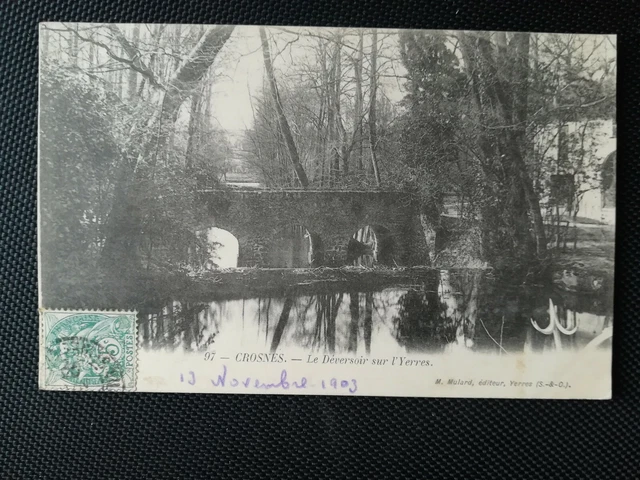 97 - CROSNES. - Le Déversoir sur l'Yerres.
13 Novembre 1903
M. Mulard, éditeur, Yerres (S.-&-O.)